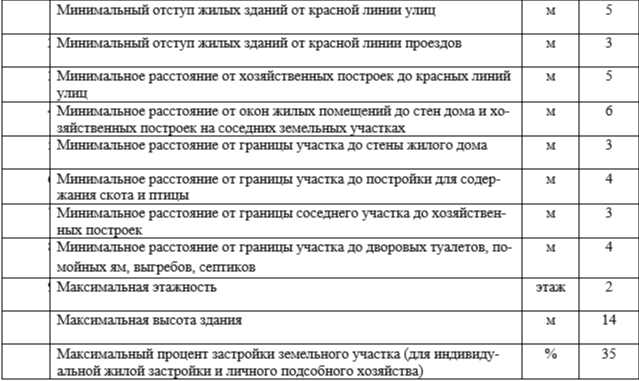 Минимальный отступ жилых зданий от красной линии улиц м 5
Минимальный отступ жилых зданий от красной линии проездов м 3
Минимальное расстояние от хозяйственных построек до красных линий м 5
улиц
Минимальное расстояние от окон жилых помещений до стен дома и хо- м 6
зяйственных построек на соседних земельных участках
Минимальное расстояние от границы участка до стены жилого дома м 3
Минимальное расстояние от границы участка до постройки для содер- м 4
жания скота и птицы
Минимальное расстояние от границы соседнего участка до хозяйствен- м 3
ных построек
Минимальное расстояние от границы участка до дворовых туалетов, по- м 4
мойных ям, выгребов, септиков
Максимальная этажность этаж 2
Максимальная высота здания м 14
Максимальный процент застройки земельного участка (для индивиду- % 35
альной жилой застройки и личного подсобного хозяйства)